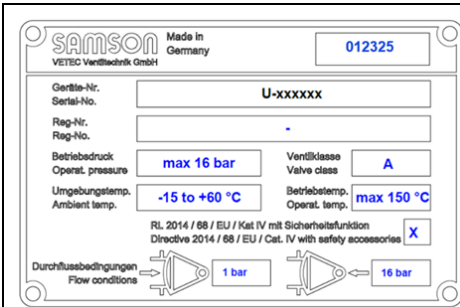 SAMSON
Made in
Germany
012325
VETEC Ventiltechnik GmbH
Geräte-Nr.
Serial-No.
U-xxxxxx
Reg-Nr.
Reg-No.
-
Betriebsdruck
Operat. pressure
max 16 bar
Ventilklasse
Valve class
A
Umgebungstemp.
Ambient temp.
-15 to +60 °C
Betriebstemp.
Operat. temp.
max 150 °C
RL 2014 / 68 / EU / Kat IV mit Sicherheitsfunktion
Directive 2014 / 68 / EU / Cat. IV with safety accessories
X
Durchflussbedingungen
Flow conditions
1 bar
16 bar